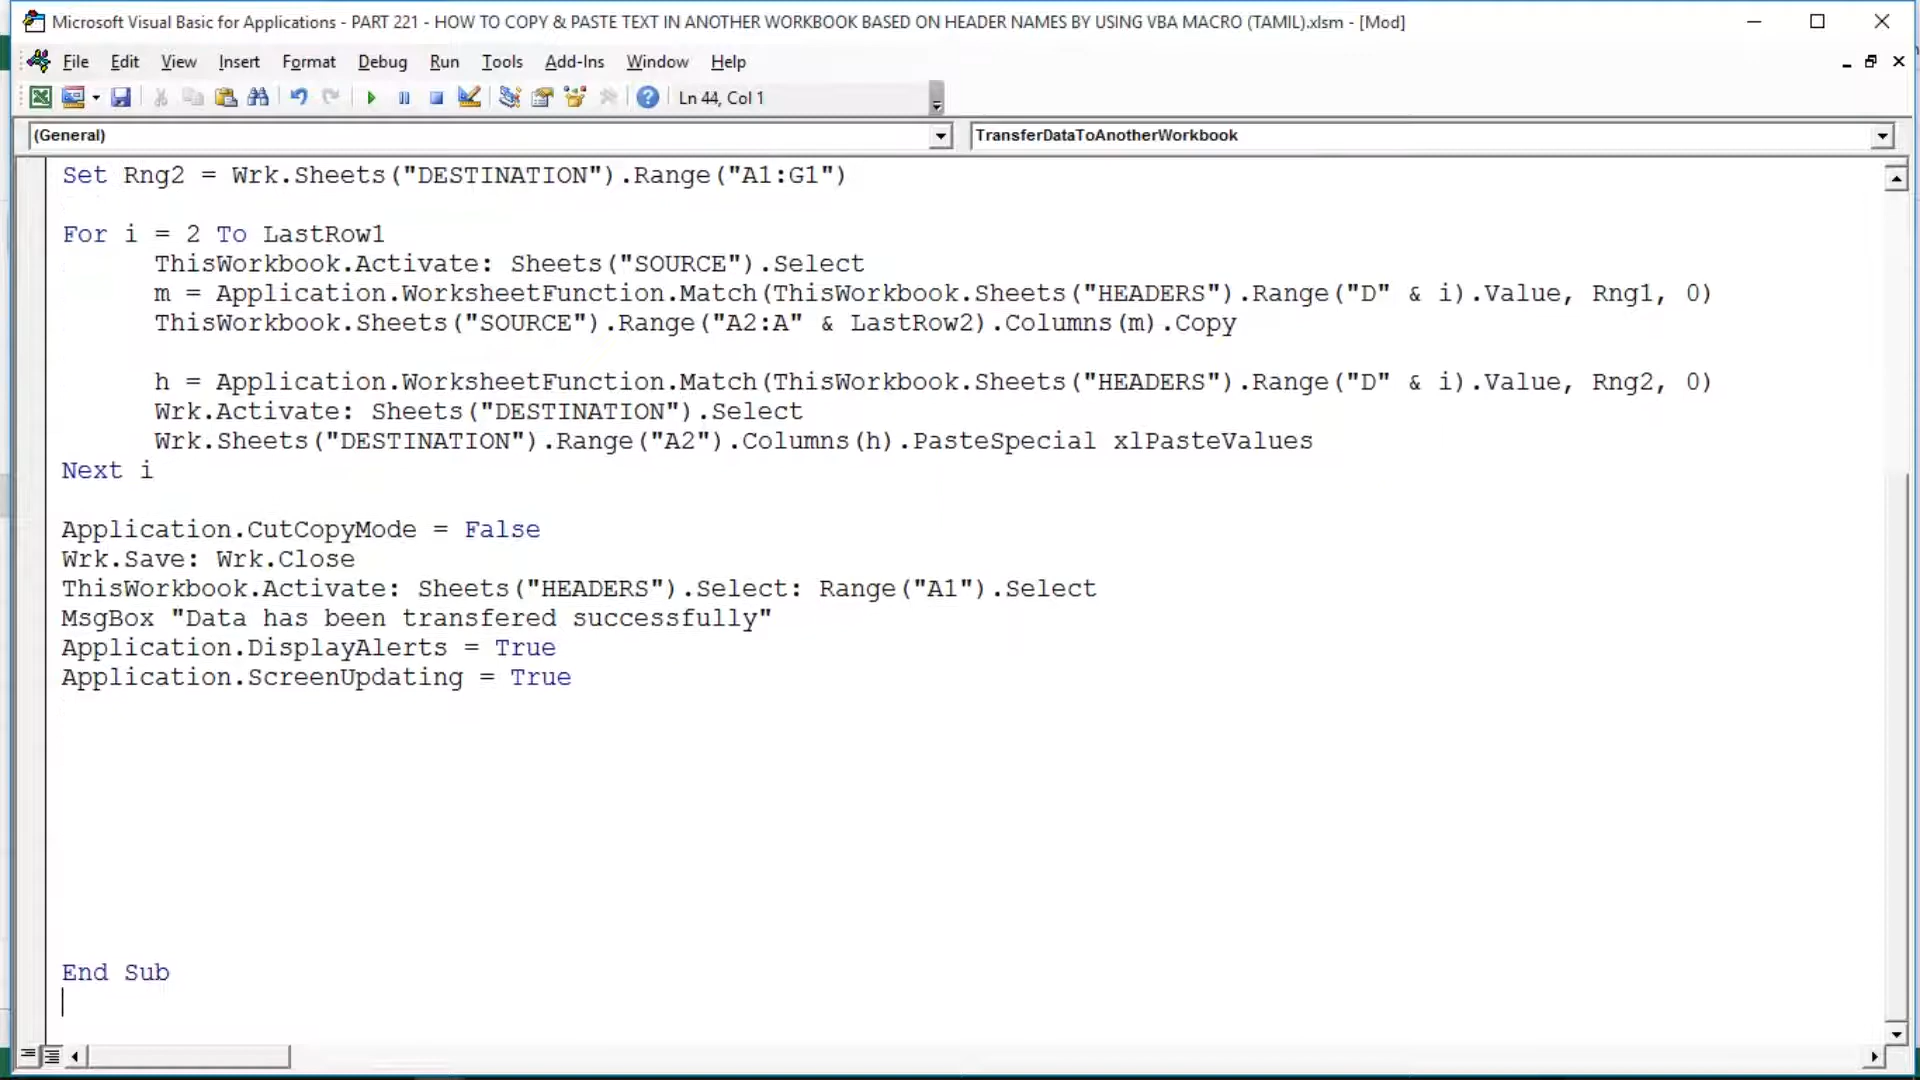 Microsoft Visual Basic for Applications - PART 221 - HOW TO COPY & PASTE TEXT IN ANOTHER WORKBOOK BASED ON HEADER NAMES BY USING VBA MACRO (TAMIL).xlsm - [Mod]
File Edit View Insert Format Debug Run Tools Add-Ins Window Help
Ln 44, Col 1
(General) TransferDataToAnotherWorkbook
Set Rng2 = Wrk.Sheets("DESTINATION").Range("A1:G1")
For i = 2 To LastRow1
ThisWorkbook.Activate: Sheets("SOURCE").Select
m = Application.WorksheetFunction.Match(ThisWorkbook.Sheets("HEADERS").Range("D" & i).Value, Rng1, 0)
ThisWorkbook.Sheets("SOURCE").Range("A2:A" & LastRow2).Columns(m).Copy
h = Application.WorksheetFunction.Match(ThisWorkbook.Sheets("HEADERS").Range("D" & i).Value, Rng2, 0)
Wrk.Activate: Sheets("DESTINATION").Select
Wrk.Sheets("DESTINATION").Range("A2").Columns(h).PasteSpecial xlPasteValues
Next i
Application.CutCopyMode = False
Wrk.Save: Wrk.Close
ThisWorkbook.Activate: Sheets("HEADERS").Select: Range("A1").Select
MsgBox "Data has been transfered successfully"
Application.DisplayAlerts = True
Application.ScreenUpdating = True
End Sub